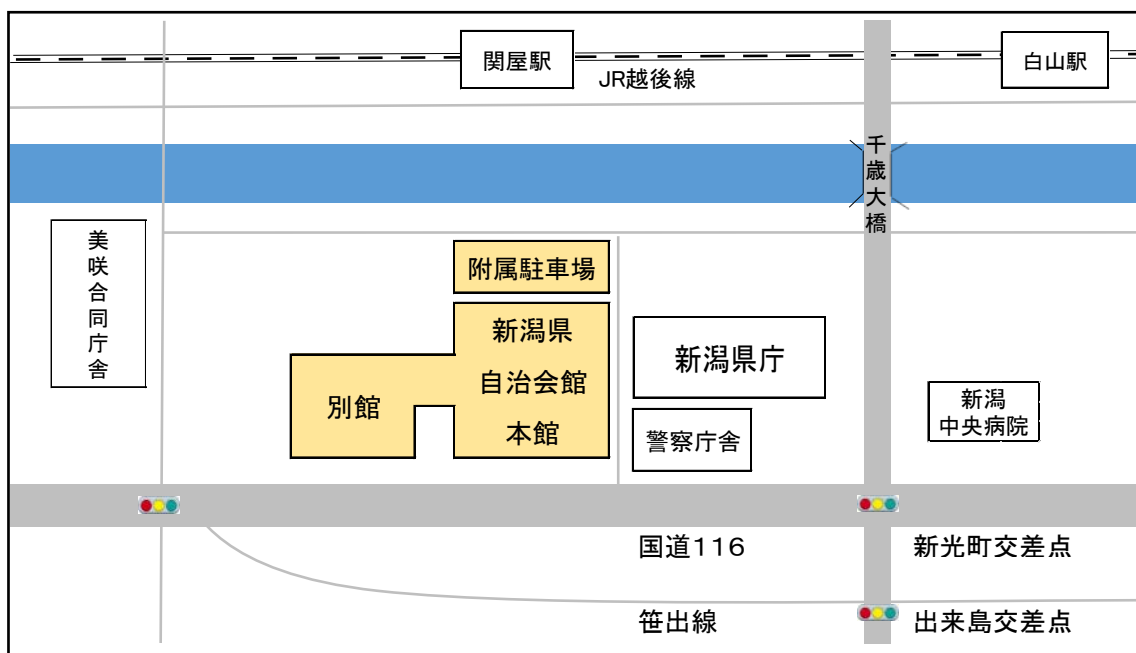 関屋駅
白山駅
JR越後線
千歳大橋
美咲合同庁舎
附属駐車場
新潟県
自治会館
本館
別館
新潟県庁
警察庁舎
新潟
中央病院
国道116
新光町交差点
笹出線
出来島交差点